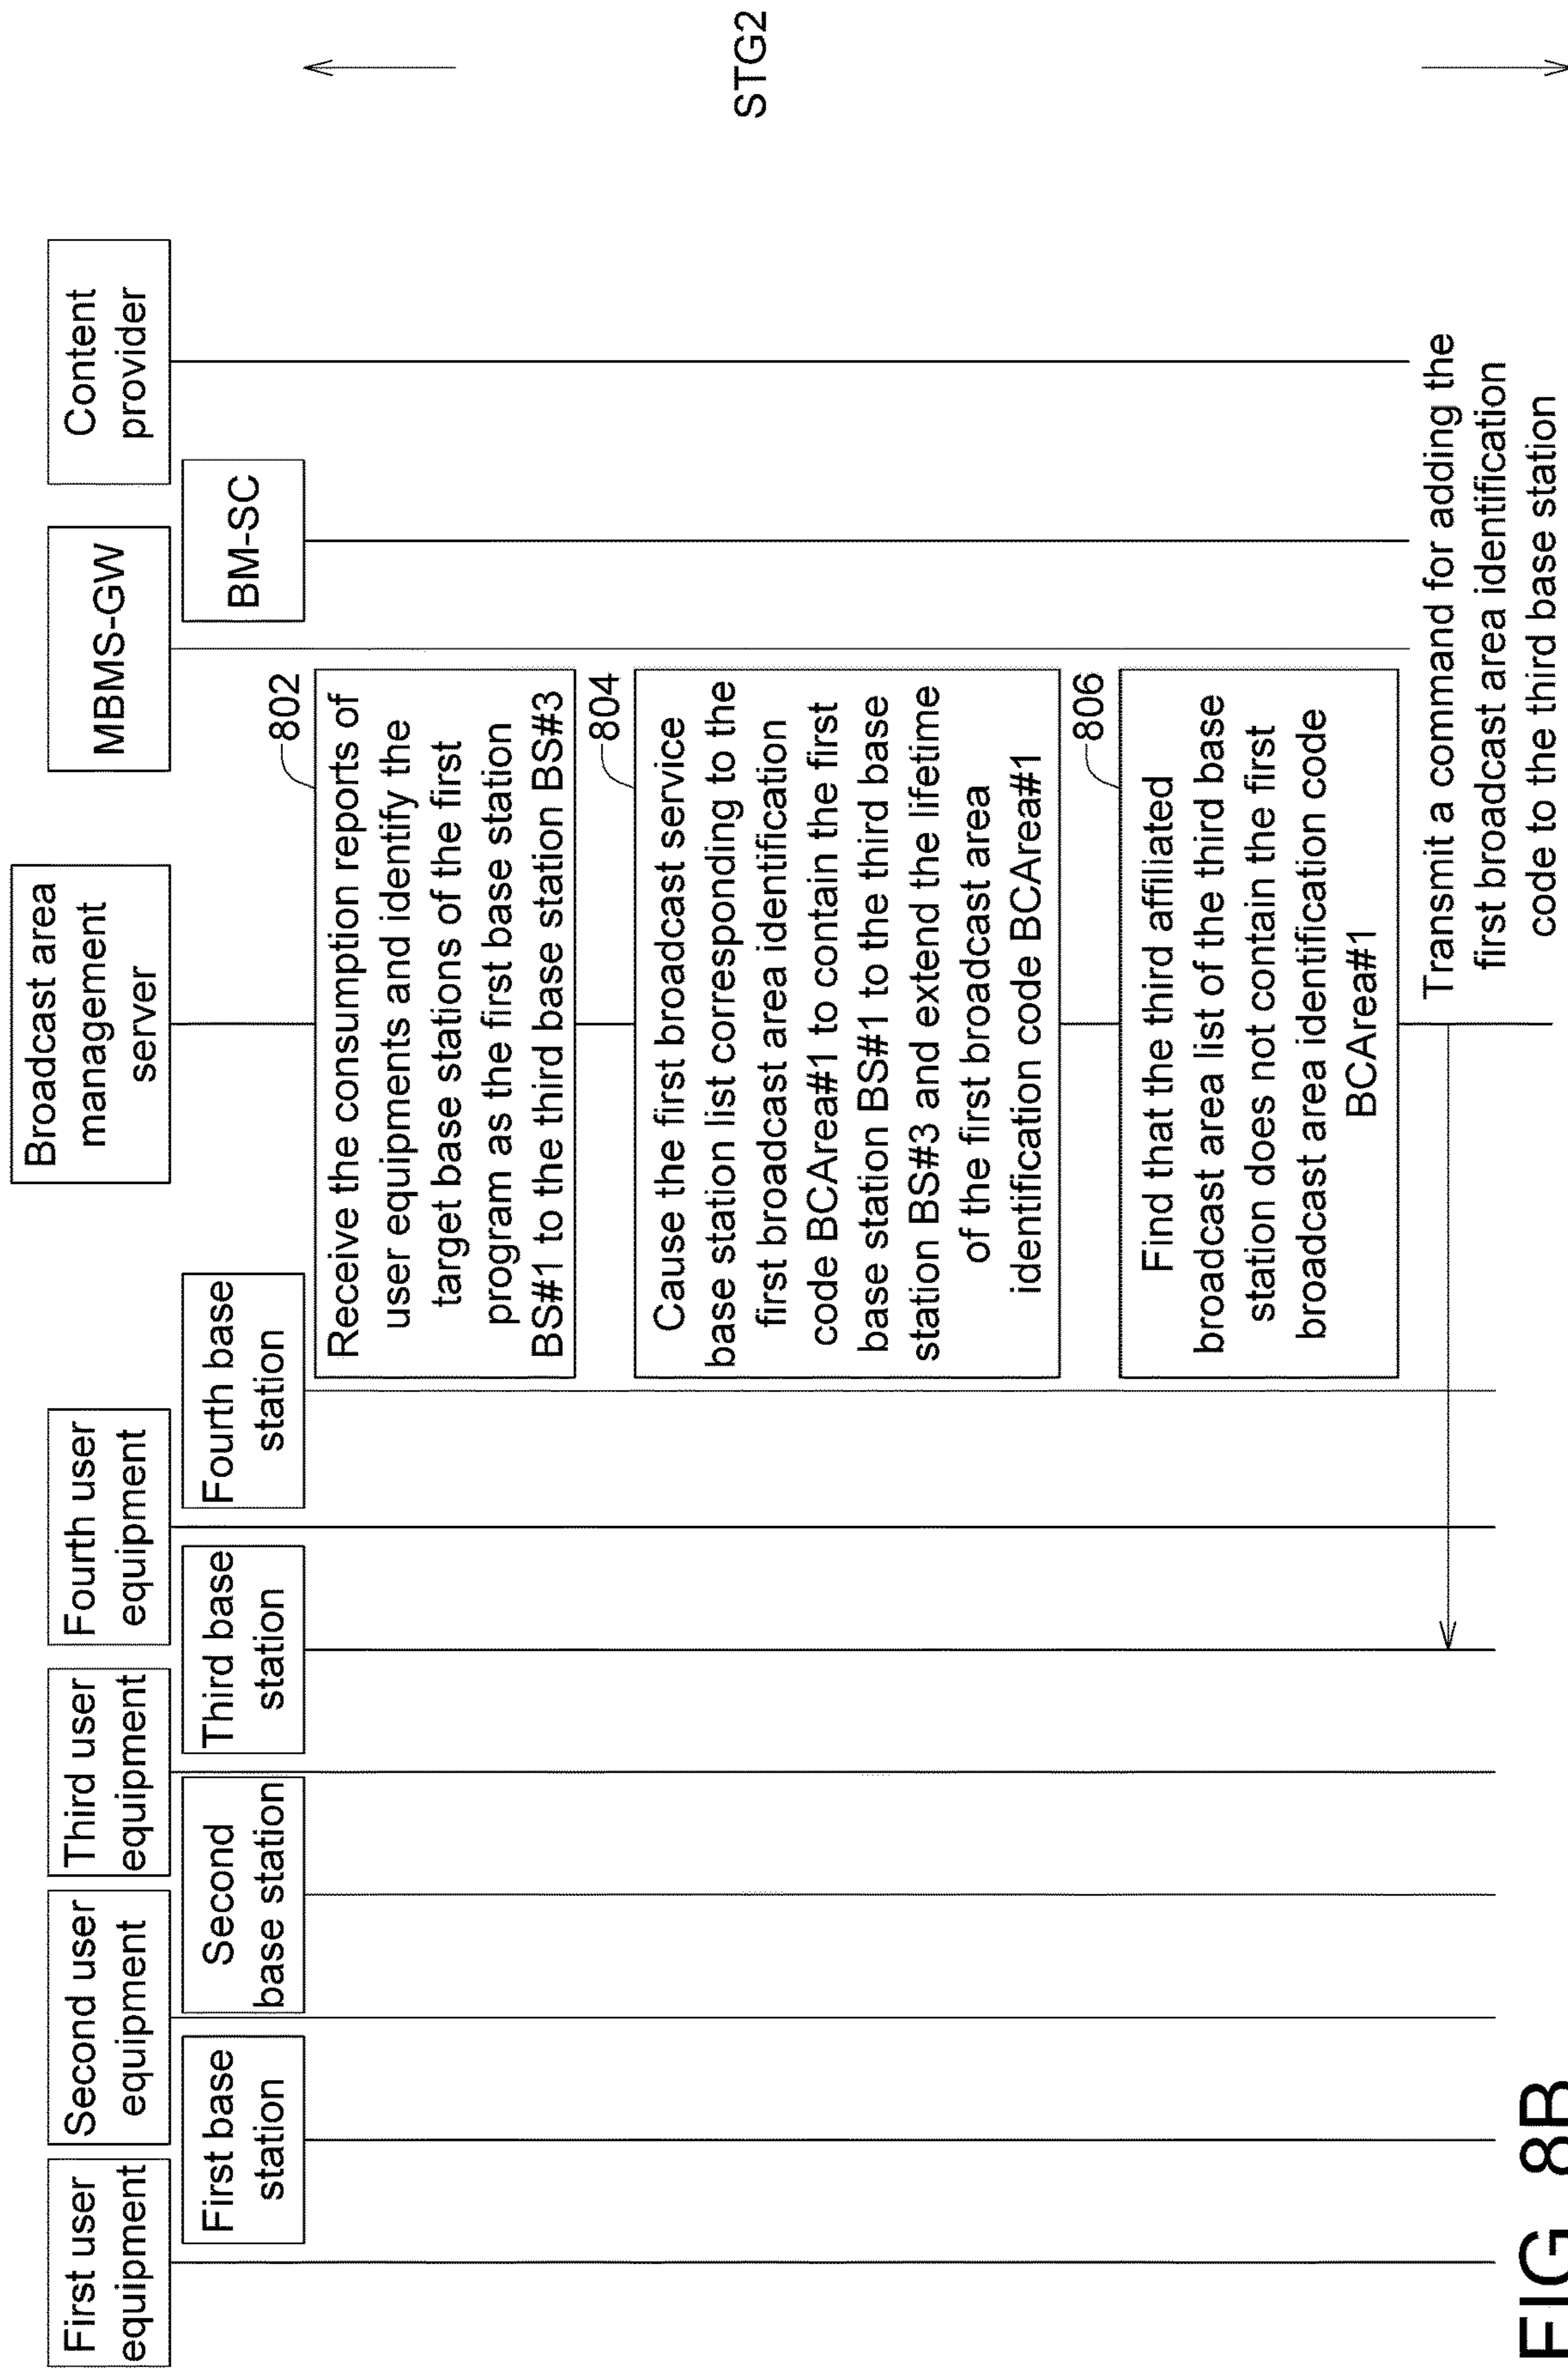 First user
equipment
Second user
equipment
Third user
equipment
Fourth user
equipment
Broadcast area
management
server
MBMS-GW
Content
provider
First base
station
Second
base station
Third base
station
Fourth base
station
BM-SC
802
Receive the consumption reports of
user equipments and identify the
target base stations of the first
program as the first base station
BS#1 to the third base station BS#3
804
Cause the first broadcast service
base station list corresponding to the
first broadcast area identification
code BCArea#1 to contain the first
base station BS#1 to the third base
station BS#3 and extend the lifetime
of the first broadcast area
identification code BCArea#1
806
Find that the third affiliated
broadcast area list of the third base
station does not contain the first
broadcast area identification code
BCArea#1
Transmit a command for adding the
first broadcast area identification
code to the third base station
STG2
FIG. 8B